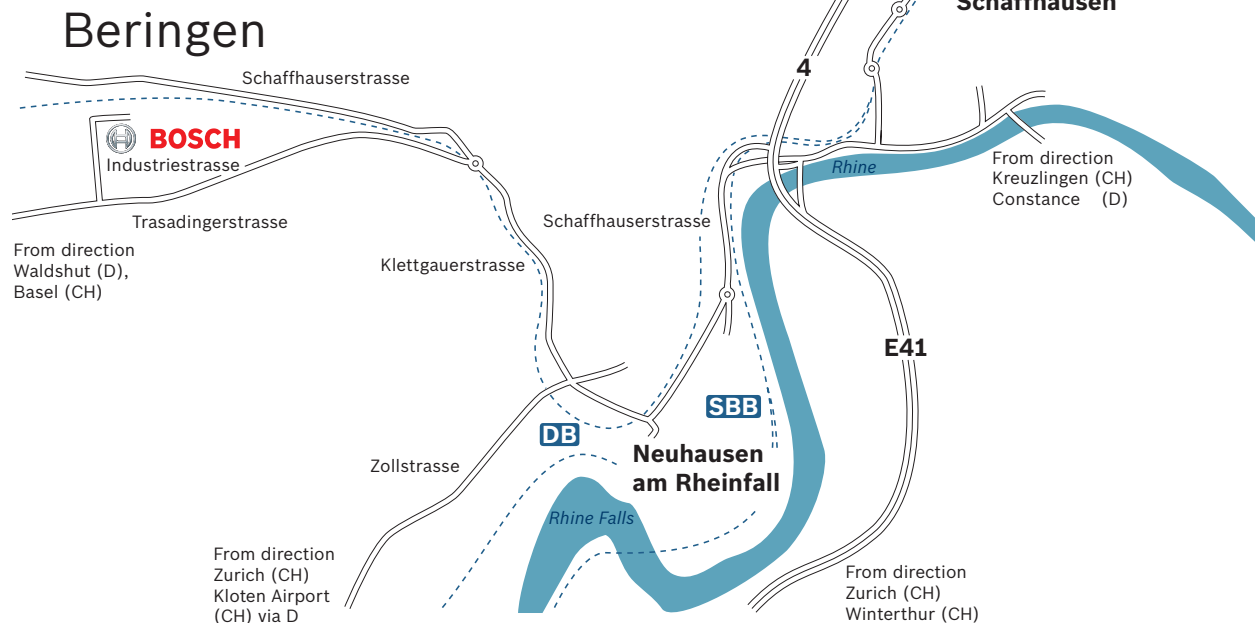 Schaffhausen
Beringen
4
Schaffhauserstrasse
BOSCH
Industriestrasse
From direction
Kreuzlingen (CH)
Constance (D)
Rhine
Trasadingerstrasse
Schaffhauserstrasse
From direction
Waldshut (D),
Basel (CH)
Klettgauerstrasse
E41
SBB
DB
Neuhausen
am Rheinfall
Zollstrasse
Rhine Falls
From direction
Zurich (CH)
Kloten Airport
(CH) via D
From direction
Zurich (CH)
Winterthur (CH)